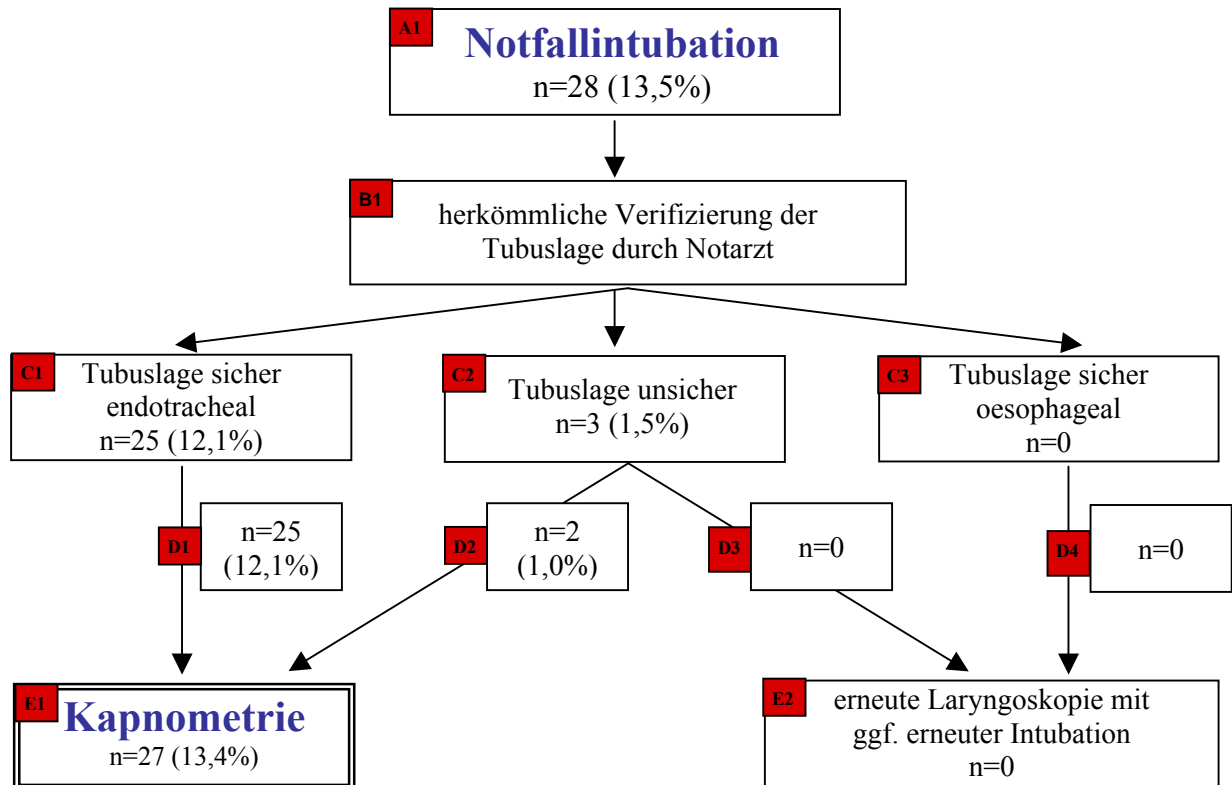 A1
Notfallintubation
n=28 (13,5%)
B1
herkömmliche Verifizierung der
Tubuslage durch Notarzt
C1
Tubuslage sicher
endotracheal
n=25 (12,1%)
C2
Tubuslage unsicher
n=3 (1,5%)
C3
Tubuslage sicher
oesophageal
n=0
D1
n=25
(12,1%)
D2
n=2
(1,0%)
D3
n=0
D4
n=0
E1
Kapnometrie
n=27 (13,4%)
E2
erneute Laryngoskopie mit
ggf. erneuter Intubation
n=0